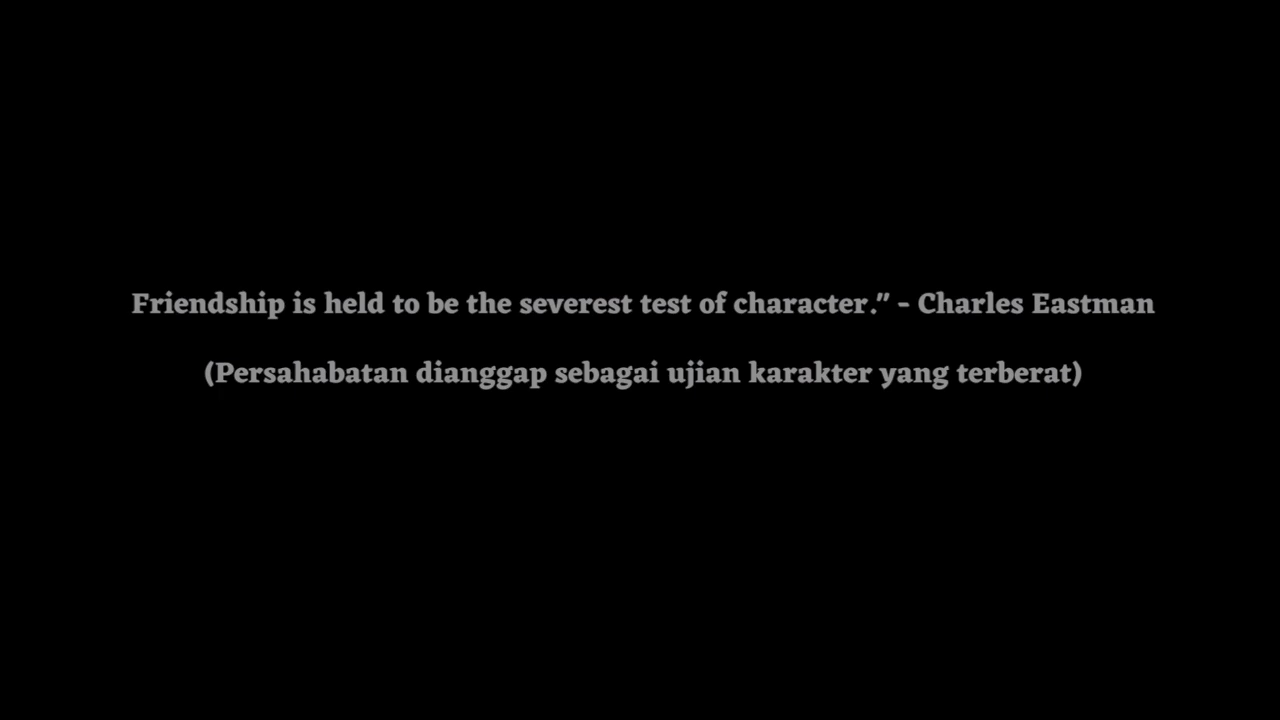 Friendship is held to be the severest test of character." - Charles Eastman
(Persahabatan dianggap sebagai ujian karakter yang terberat)